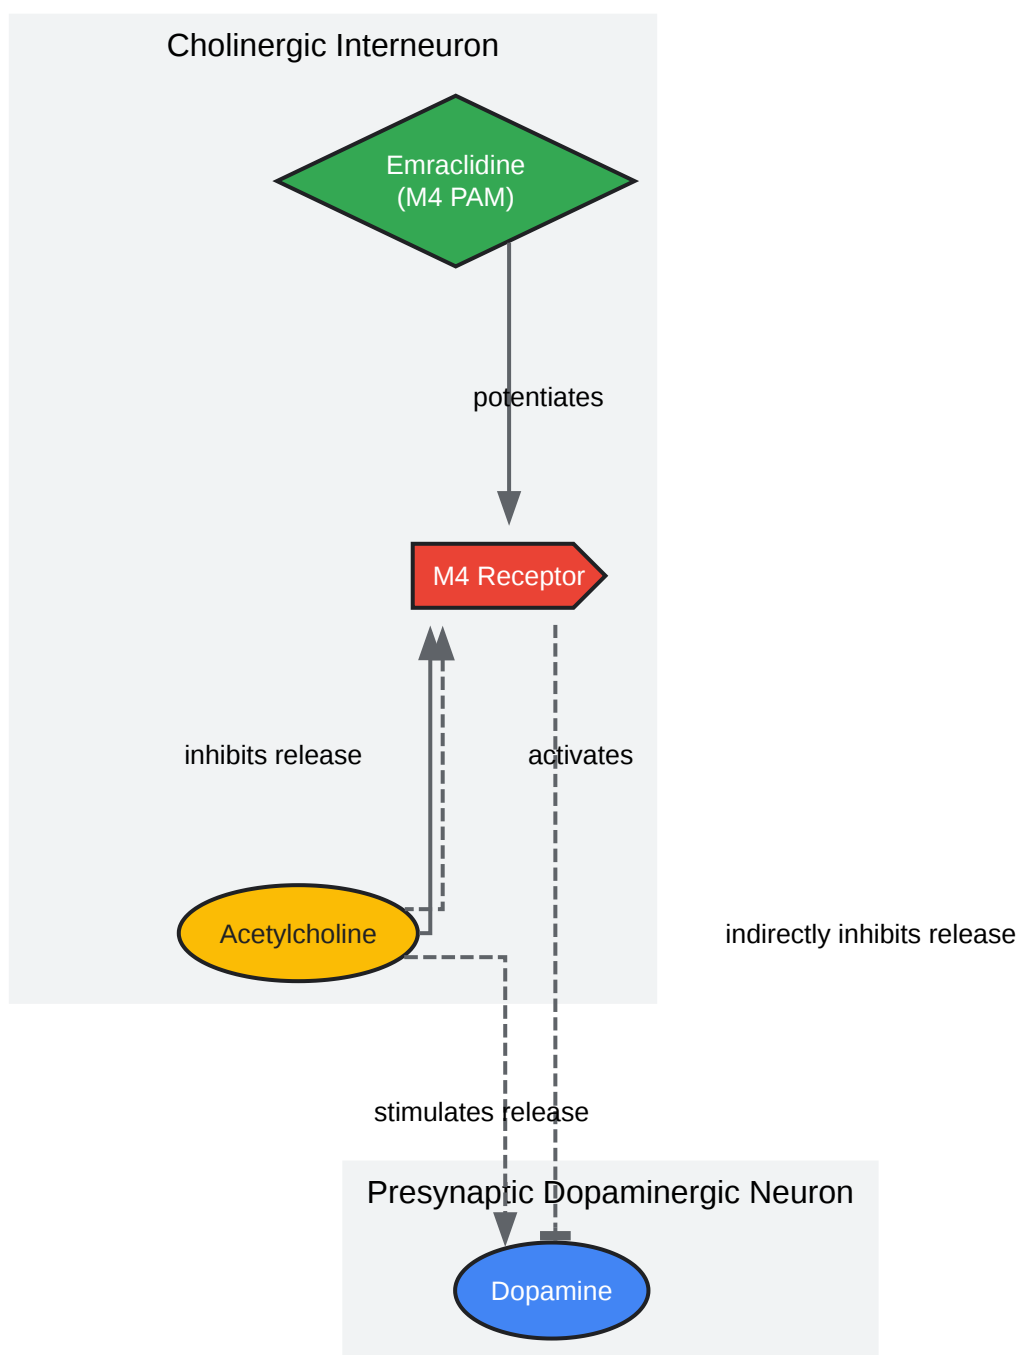 Cholinergic Interneuron
Emraclidine
(M4 PAM)
potentiates
M4 Receptor
inhibits release
activates
Acetylcholine
indirectly inhibits release
stimulates release
Presynaptic Dopaminergic Neuron
Dopamine